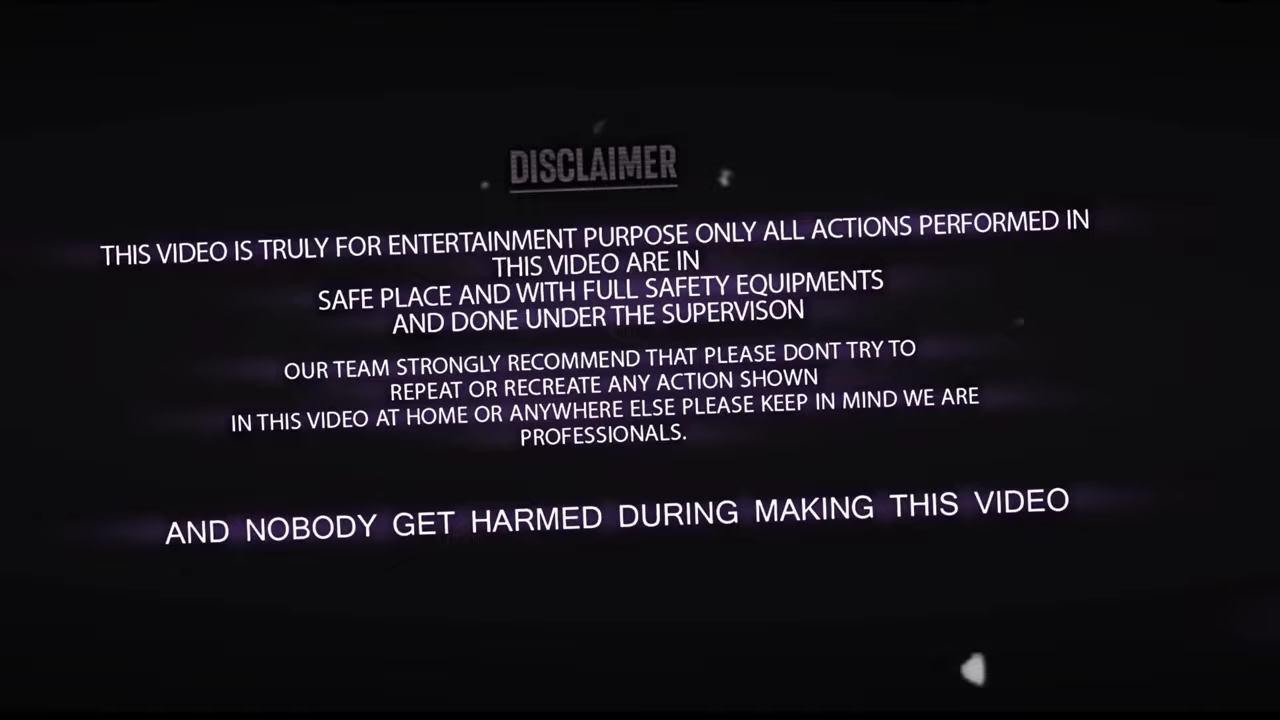 DISCLAIMER
THIS VIDEO IS TRULY FOR ENTERTAINMENT PURPOSE ONLY ALL ACTIONS PERFORMED IN
THIS VIDEO ARE IN
SAFE PLACE AND WITH FULL SAFETY EQUIPMENTS
AND DONE UNDER THE SUPERVISON
OUR TEAM STRONGLY RECOMMEND THAT PLEASE DONT TRY TO
REPEAT OR RECREATE ANY ACTION SHOWN
IN THIS VIDEO AT HOME OR ANYWHERE ELSE PLEASE KEEP IN MIND WE ARE
PROFESSIONALS.
AND NOBODY GET HARMED DURING MAKING THIS VIDEO